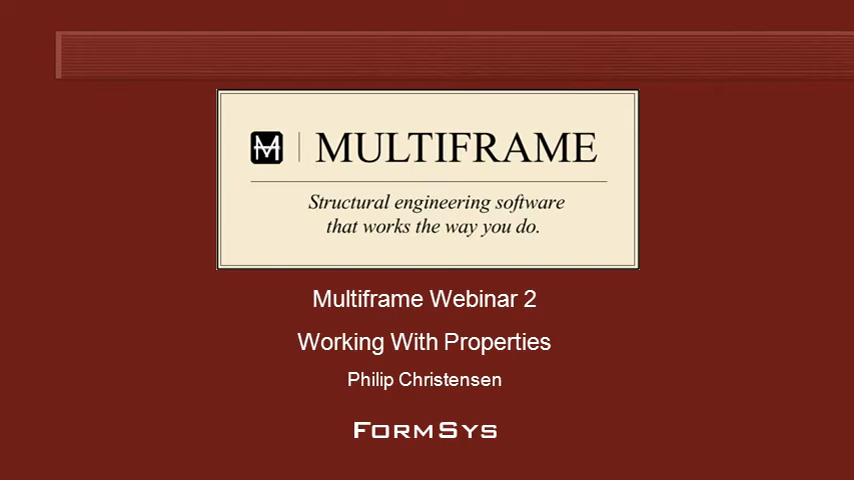 M | MULTIFRAME
Structural engineering software
that works the way you do.
Multiframe Webinar 2
Working With Properties
Philip Christensen
FORMSYS